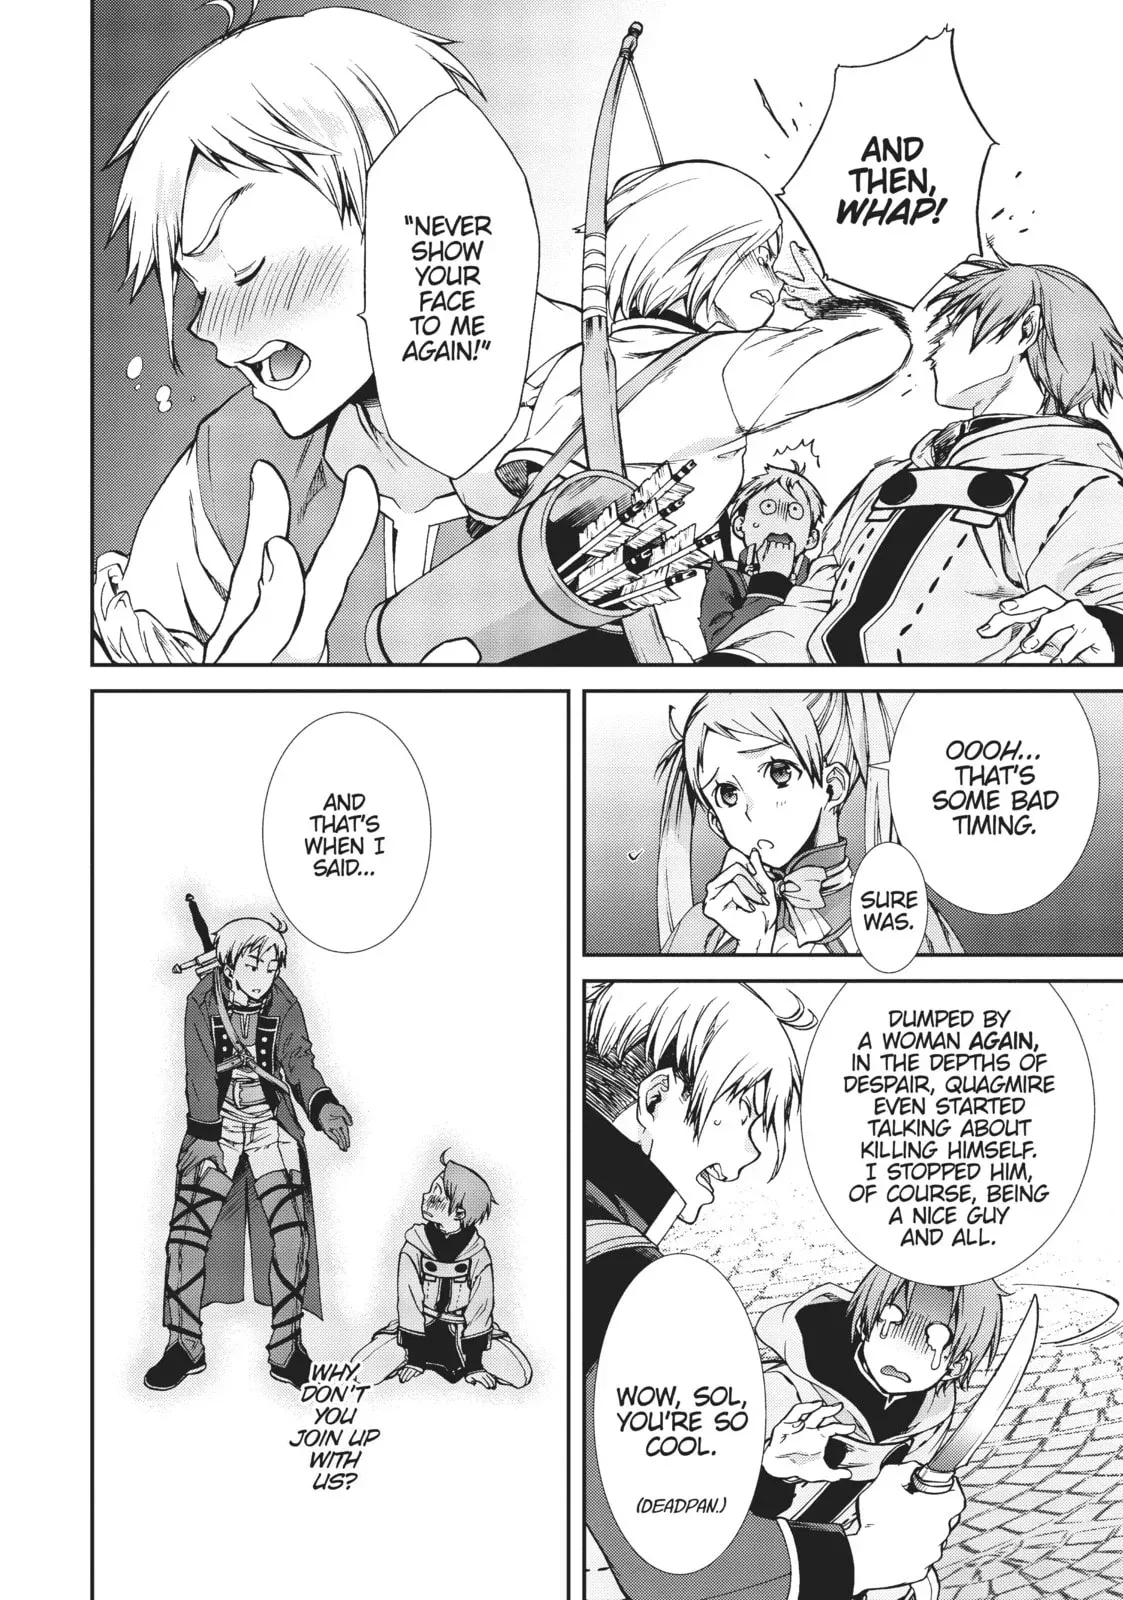 AND
THEN,
WHAP!
"NEVER
SHOW
YOUR
FACE
TO ME
AGAIN!"
OOOH...
THAT'S
SOME BAD
TIMING.
SURE
WAS.
DUMPED BY
A WOMAN AGAIN,
IN THE DEPTHS OF
DESPAIR, QUAGMIRE
EVEN STARTED
TALKING ABOUT
KILLING HIMSELF.
I STOPPED HIM,
OF COURSE, BEING
A NICE GUY
AND ALL.
WOW, SOL,
YOU'RE SO
COOL.
(DEADPAN.)
AND
THAT'S
WHEN I
SAID...
WHY
DON'T
YOU
JOIN UP
WITH
US?